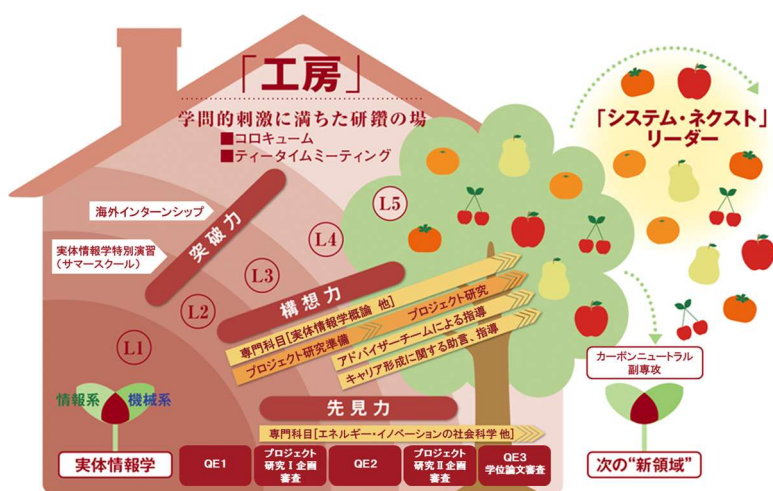 「工房」
学問的刺激に満ちた研鑽の場
■コロキューム
■ティータイムミーティング
「システム・ネクスト」
リーダー
海外インターンシップ
実体情報学特別演習
(サマースクール)
突破力
L5
L4
L3
L2
L1
構想力
専門科目[実体情報学概論 他]
プロジェクト研究
プロジェクト研究準備
アドバイザーチームによる指導
キャリア形成に関する助言、指導
カーボンニュートラル
副専攻
情報系
機械系
先見力
専門科目[エネルギー・イノベーションの社会科学 他]
実体情報学
QE1
プロジェクト
研究Ⅰ企画
審査
QE2
プロジェクト
研究Ⅱ企画
審査
QE3
学位論文審査
次の“新領域”